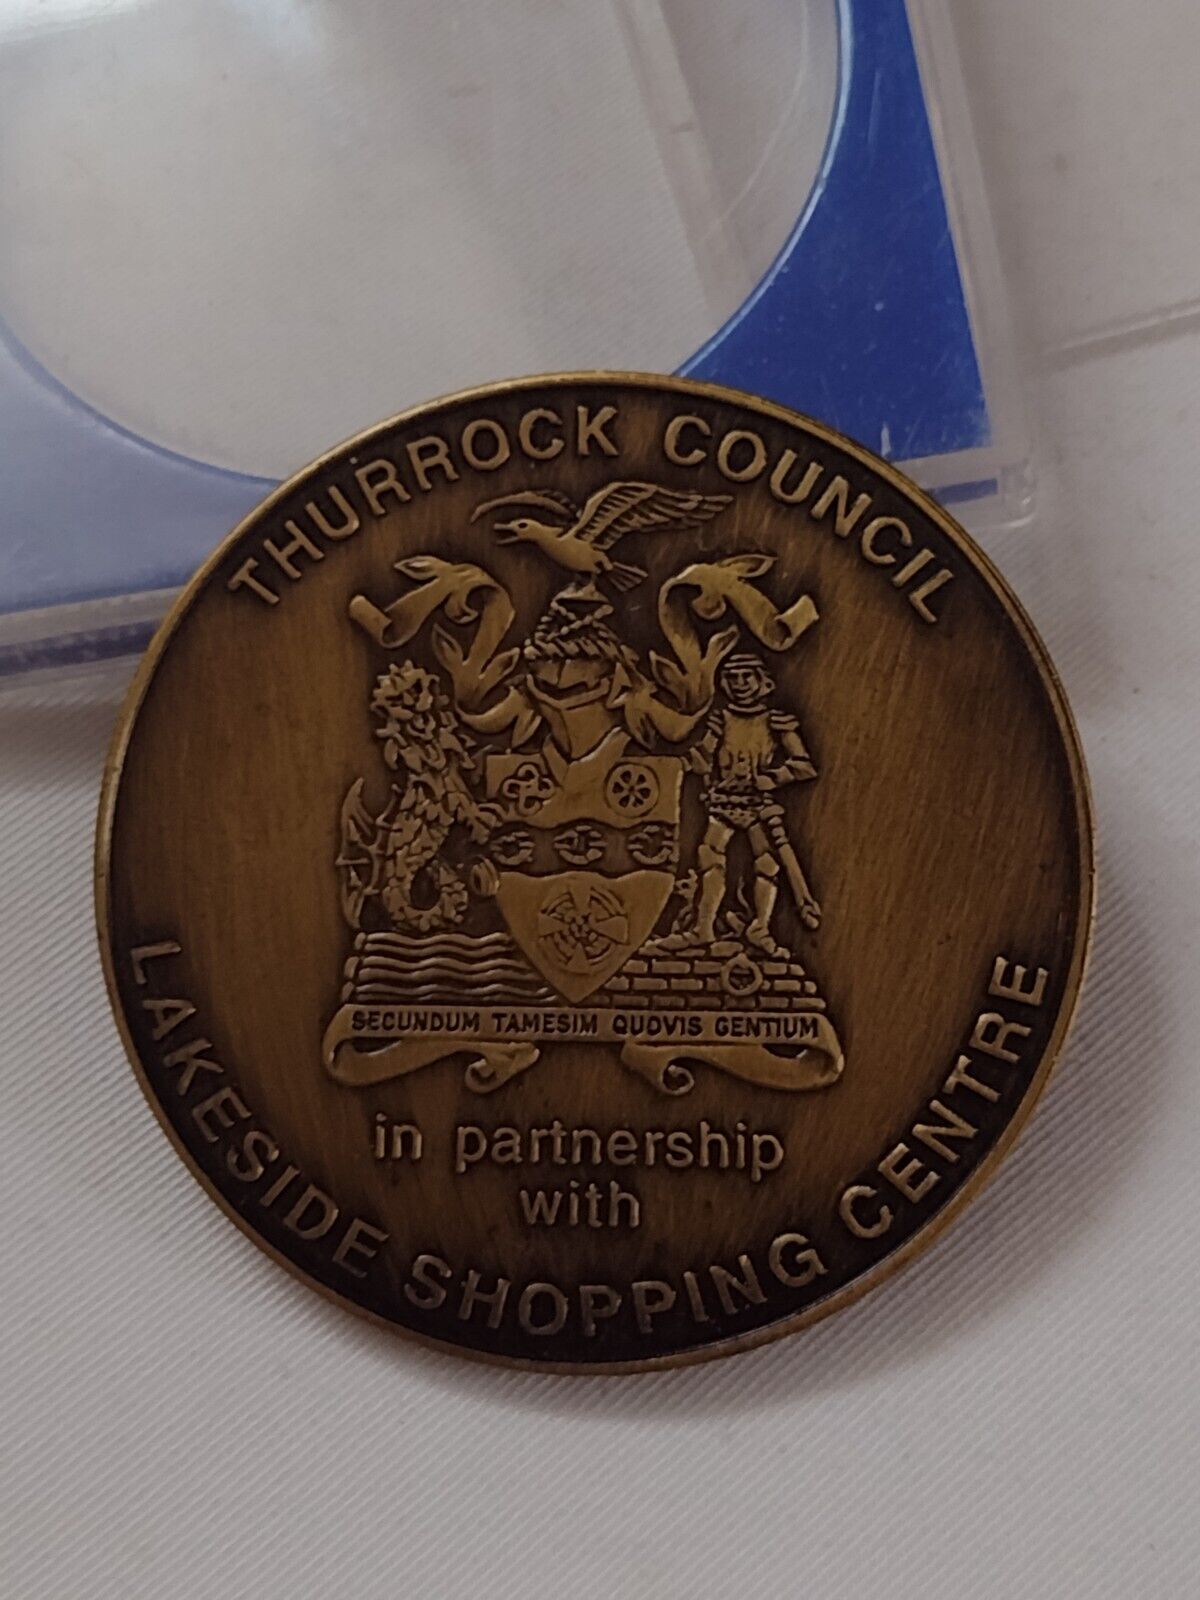 THURROCK COUNCIL
SECUNDUM TAMESIM QUOVIS GENTIUM
in partnership
with
LAKESIDE SHOPPING CENTRE